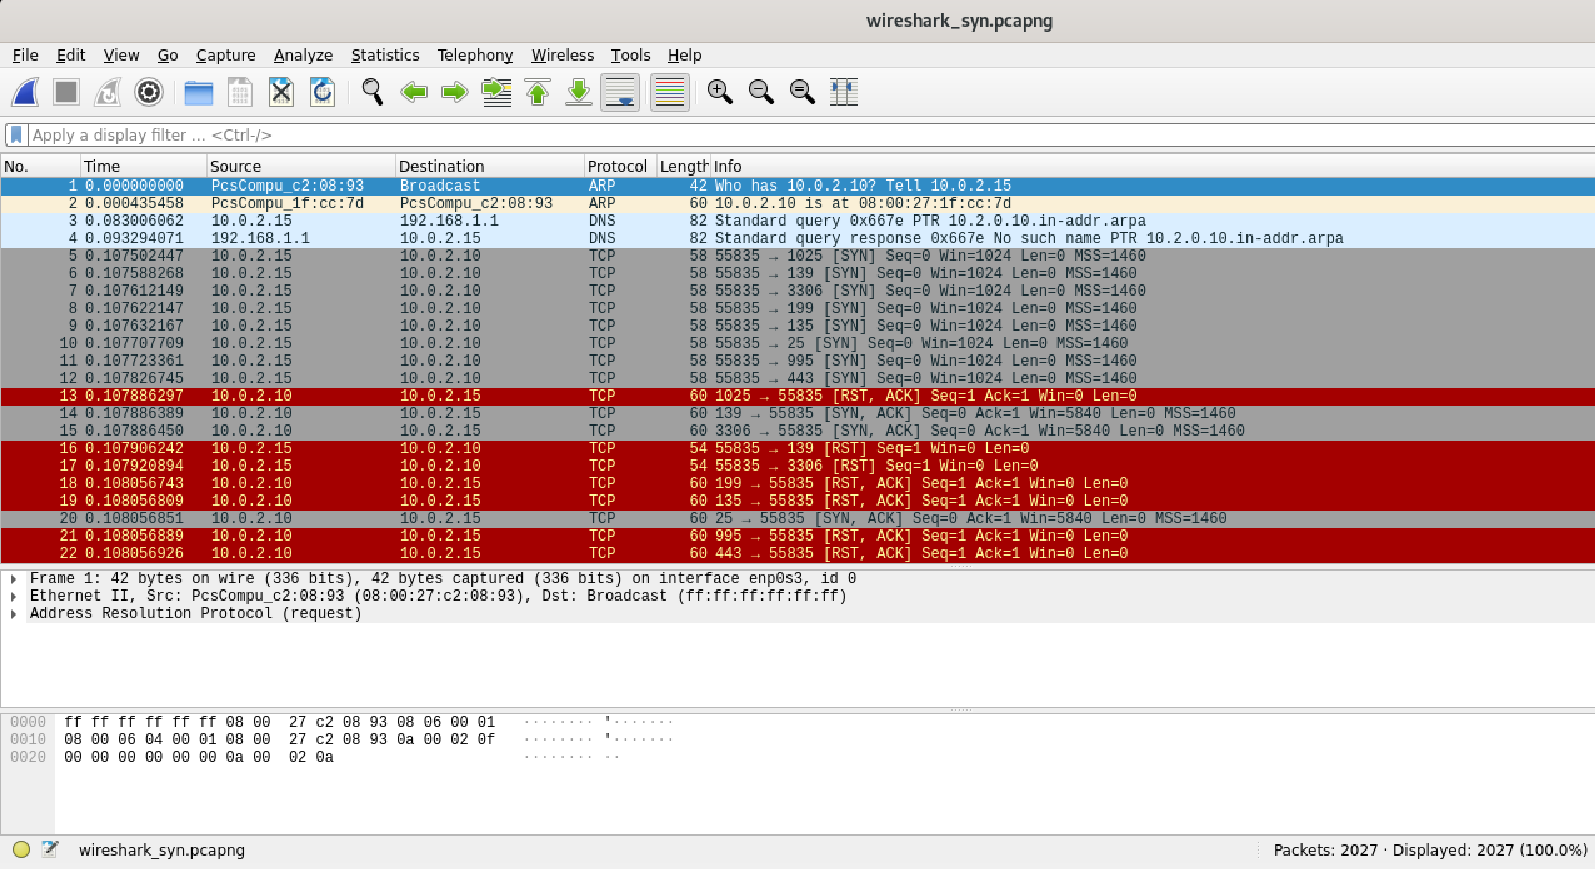 wireshark_syn.pcapng
File Edit View Go Capture Analyze Statistics Telephony Wireless Tools Help
Apply a display filter ... <Ctrl-/>
No. Time Source Destination Protocol Length Info
1 0.000000000 PcsCompu_c2:08:93 Broadcast ARP 42 Who has 10.0.2.10? Tell 10.0.2.15
2 0.000435458 PcsCompu_1f:cc:7d PcsCompu_c2:08:93 ARP 60 10.0.2.10 is at 08:00:27:1f:cc:7d
3 0.083006062 10.0.2.15 192.168.1.1 DNS 82 Standard query 0x667e PTR 10.2.0.10.in-addr.arpa
4 0.093294071 192.168.1.1 10.0.2.15 DNS 82 Standard query response 0x667e No such name PTR 10.2.0.10.in-addr.arpa
5 0.107502447 10.0.2.15 10.0.2.10 TCP 58 55835 → 1025 [SYN] Seq=0 Win=1024 Len=0 MSS=1460
6 0.107588268 10.0.2.15 10.0.2.10 TCP 58 55835 → 139 [SYN] Seq=0 Win=1024 Len=0 MSS=1460
7 0.107612149 10.0.2.15 10.0.2.10 TCP 58 55835 → 3306 [SYN] Seq=0 Win=1024 Len=0 MSS=1460
8 0.107622147 10.0.2.15 10.0.2.10 TCP 58 55835 → 199 [SYN] Seq=0 Win=1024 Len=0 MSS=1460
9 0.107632167 10.0.2.15 10.0.2.10 TCP 58 55835 → 135 [SYN] Seq=0 Win=1024 Len=0 MSS=1460
10 0.107707709 10.0.2.15 10.0.2.10 TCP 58 55835 → 25 [SYN] Seq=0 Win=1024 Len=0 MSS=1460
11 0.107723361 10.0.2.15 10.0.2.10 TCP 58 55835 → 995 [SYN] Seq=0 Win=1024 Len=0 MSS=1460
12 0.107826745 10.0.2.15 10.0.2.10 TCP 58 55835 → 443 [SYN] Seq=0 Win=1024 Len=0 MSS=1460
13 0.107886297 10.0.2.10 10.0.2.15 TCP 60 1025 → 55835 [RST, ACK] Seq=1 Ack=1 Win=0 Len=0
14 0.107886389 10.0.2.10 10.0.2.15 TCP 60 139 → 55835 [SYN, ACK] Seq=0 Ack=1 Win=5840 Len=0 MSS=1460
15 0.107886450 10.0.2.10 10.0.2.15 TCP 60 3306 → 55835 [SYN, ACK] Seq=0 Ack=1 Win=5840 Len=0 MSS=1460
16 0.107906242 10.0.2.15 10.0.2.10 TCP 54 55835 → 139 [RST] Seq=1 Win=0 Len=0
17 0.107920894 10.0.2.15 10.0.2.10 TCP 54 55835 → 3306 [RST] Seq=1 Win=0 Len=0
18 0.108056743 10.0.2.10 10.0.2.15 TCP 60 199 → 55835 [RST, ACK] Seq=1 Ack=1 Win=0 Len=0
19 0.108056809 10.0.2.10 10.0.2.15 TCP 60 135 → 55835 [RST, ACK] Seq=1 Ack=1 Win=0 Len=0
20 0.108056851 10.0.2.10 10.0.2.15 TCP 60 25 → 55835 [SYN, ACK] Seq=0 Ack=1 Win=5840 Len=0 MSS=1460
21 0.108056889 10.0.2.10 10.0.2.15 TCP 60 995 → 55835 [RST, ACK] Seq=1 Ack=1 Win=0 Len=0
22 0.108056926 10.0.2.10 10.0.2.15 TCP 60 443 → 55835 [RST, ACK] Seq=1 Ack=1 Win=0 Len=0
Frame 1: 42 bytes on wire (336 bits), 42 bytes captured (336 bits) on interface enp0s3, id 0
Ethernet II, Src: PcsCompu_c2:08:93 (08:00:27:c2:08:93), Dst: Broadcast (ff:ff:ff:ff:ff:ff)
Address Resolution Protocol (request)
0000 ff ff ff ff ff ff 08 00 27 c2 08 93 08 06 00 01 ········ '·······
0010 08 00 06 04 00 01 08 00 27 c2 08 93 0a 00 02 0f ········ '·······
0020 00 00 00 00 00 00 0a 00 02 0a ········ ··
wireshark_syn.pcapng Packets: 2027 · Displayed: 2027 (100.0%)